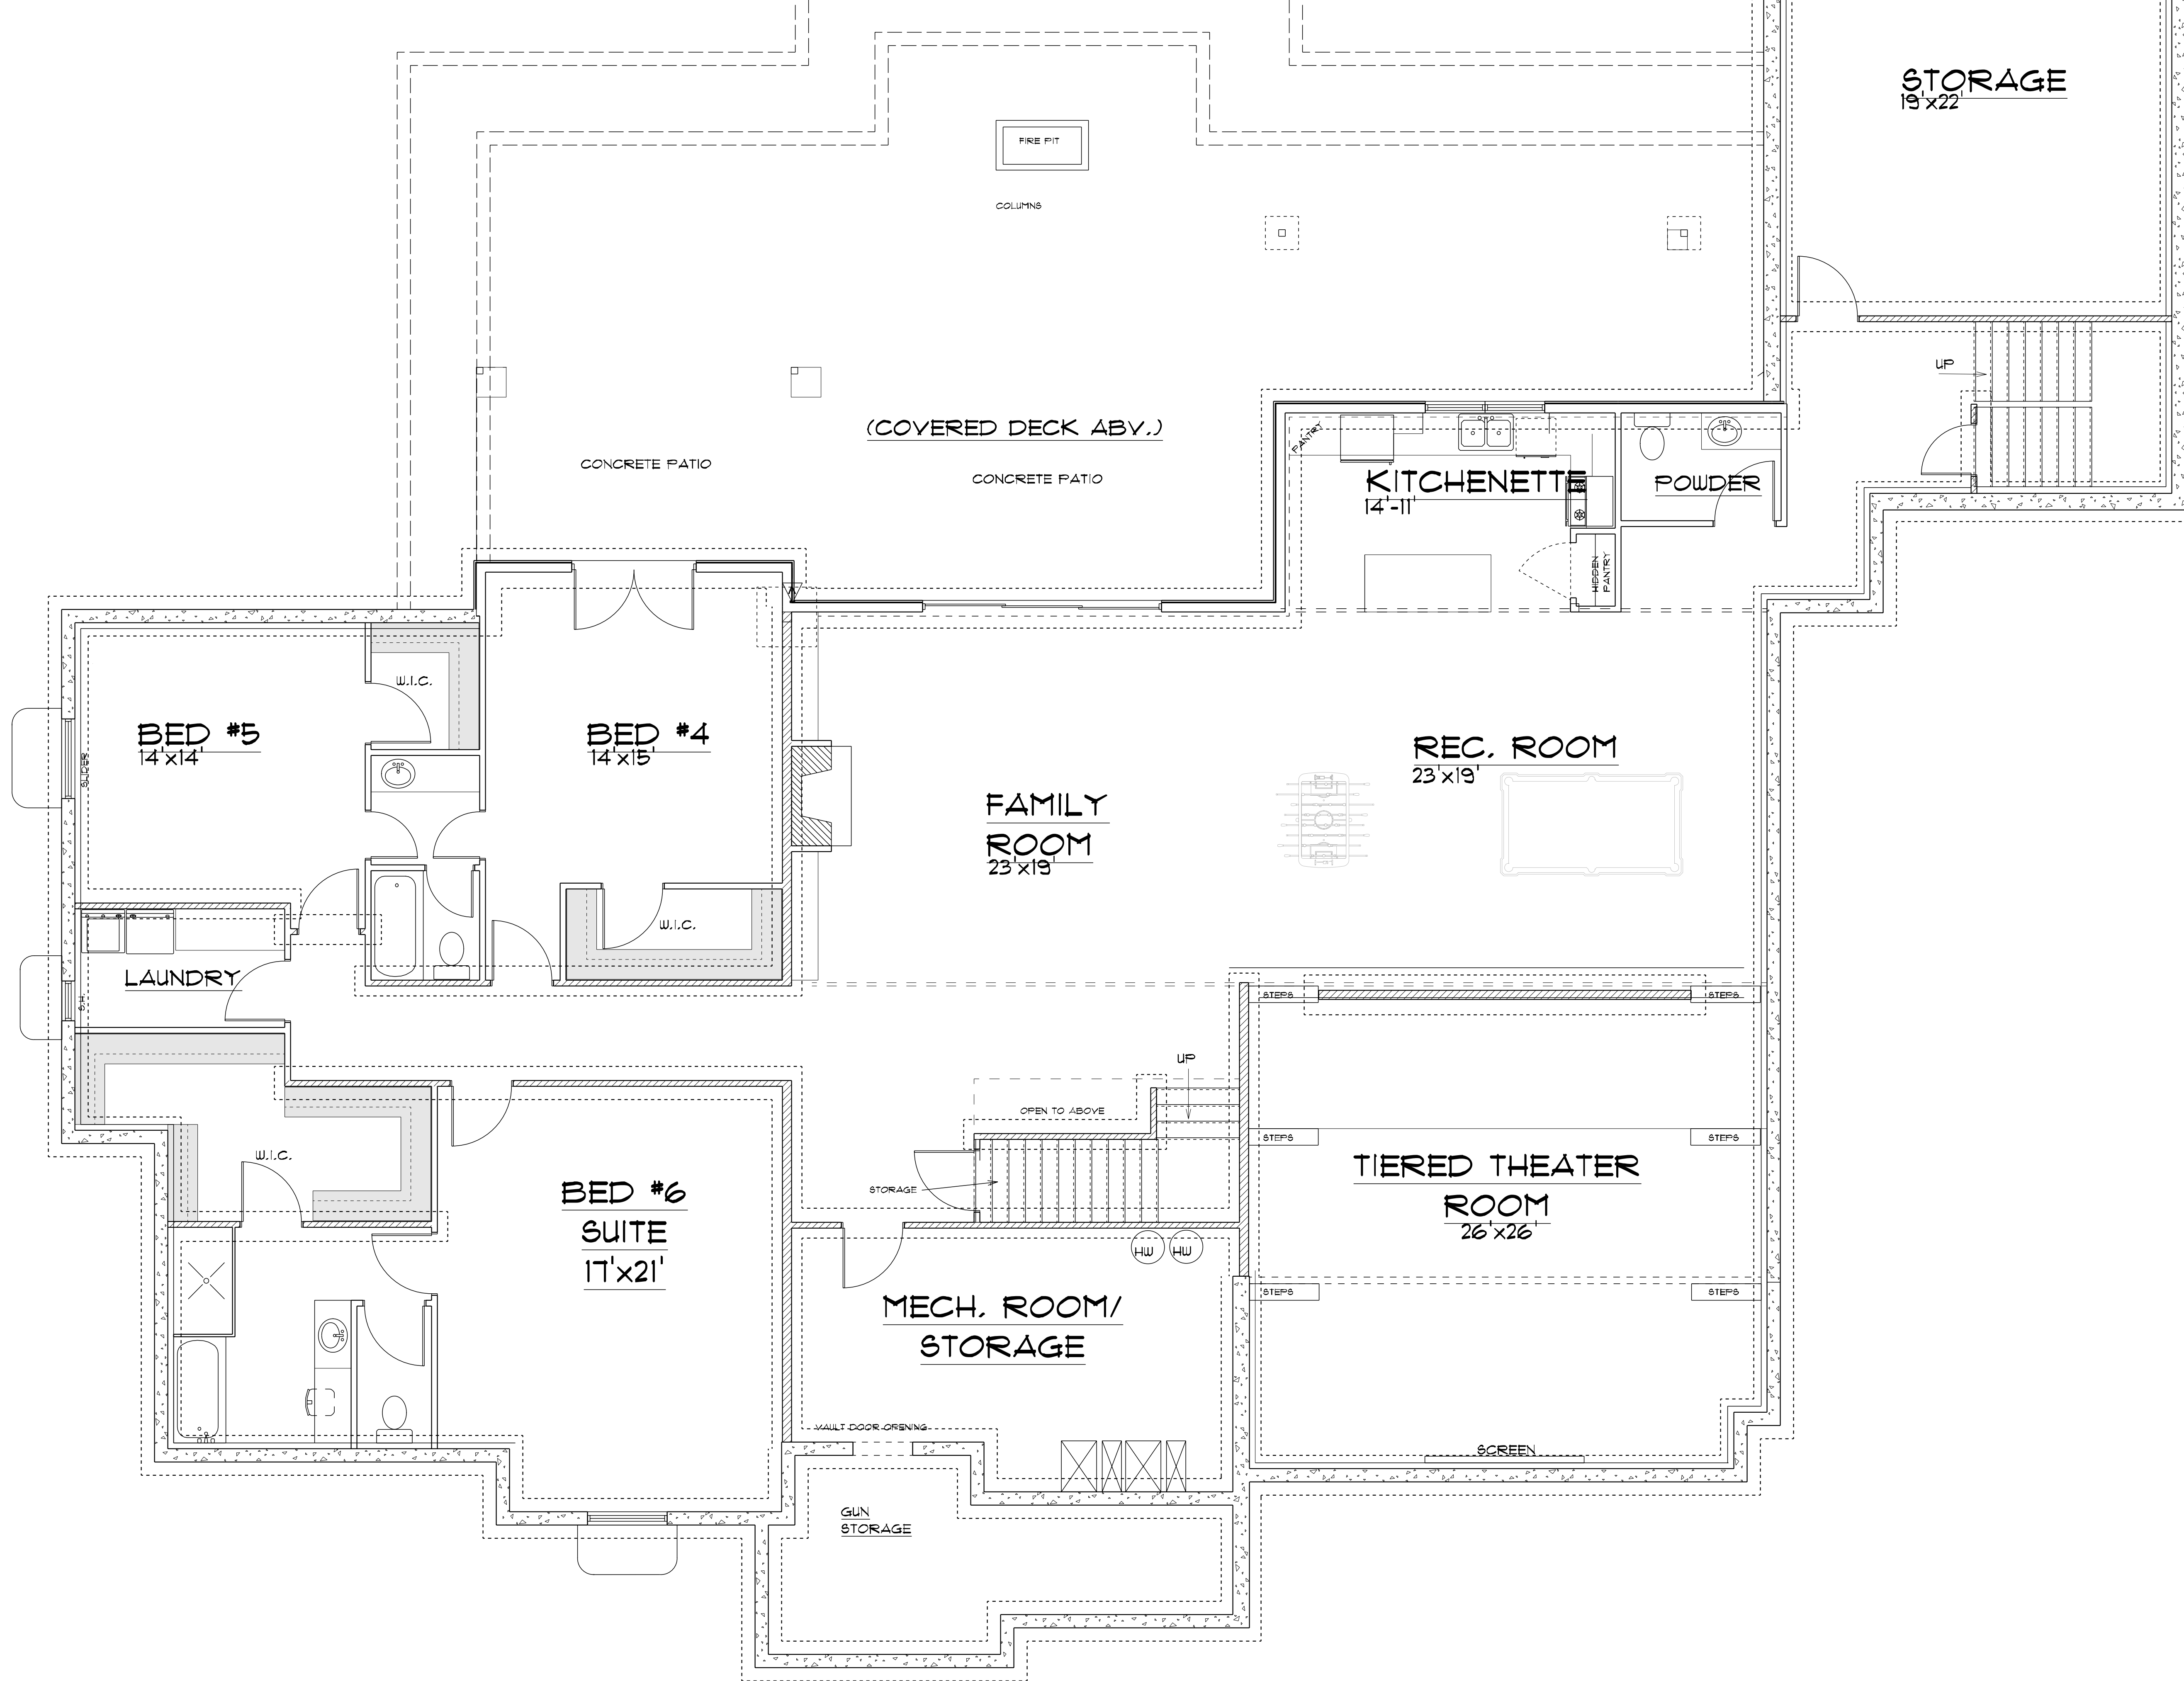 STORAGE
19'x22'
FIRE PIT
COLUMNS
UP
(COVERED DECK ABV.)
CONCRETE PATIO
CONCRETE PATIO
PANTRY
KITCHENETTE
14'-11'
POWDER
HIDDEN
PANTRY
W.I.C.
BED #5
14'x14'
SLIDER
BED #4
14'x15'
REC. ROOM
23'x19'
FAMILY
ROOM
23'x19'
W.I.C.
LAUNDRY
S.H.
STEPS
STEPS
UP
OPEN TO ABOVE
STEPS
STEPS
W.I.C.
BED #6
SUITE
17'x21'
STORAGE
TIERED THEATER
ROOM
26'x26'
HW
HW
STEPS
STEPS
MECH. ROOM/
STORAGE
VAULT DOOR OPENING
SCREEN
GUN
STORAGE